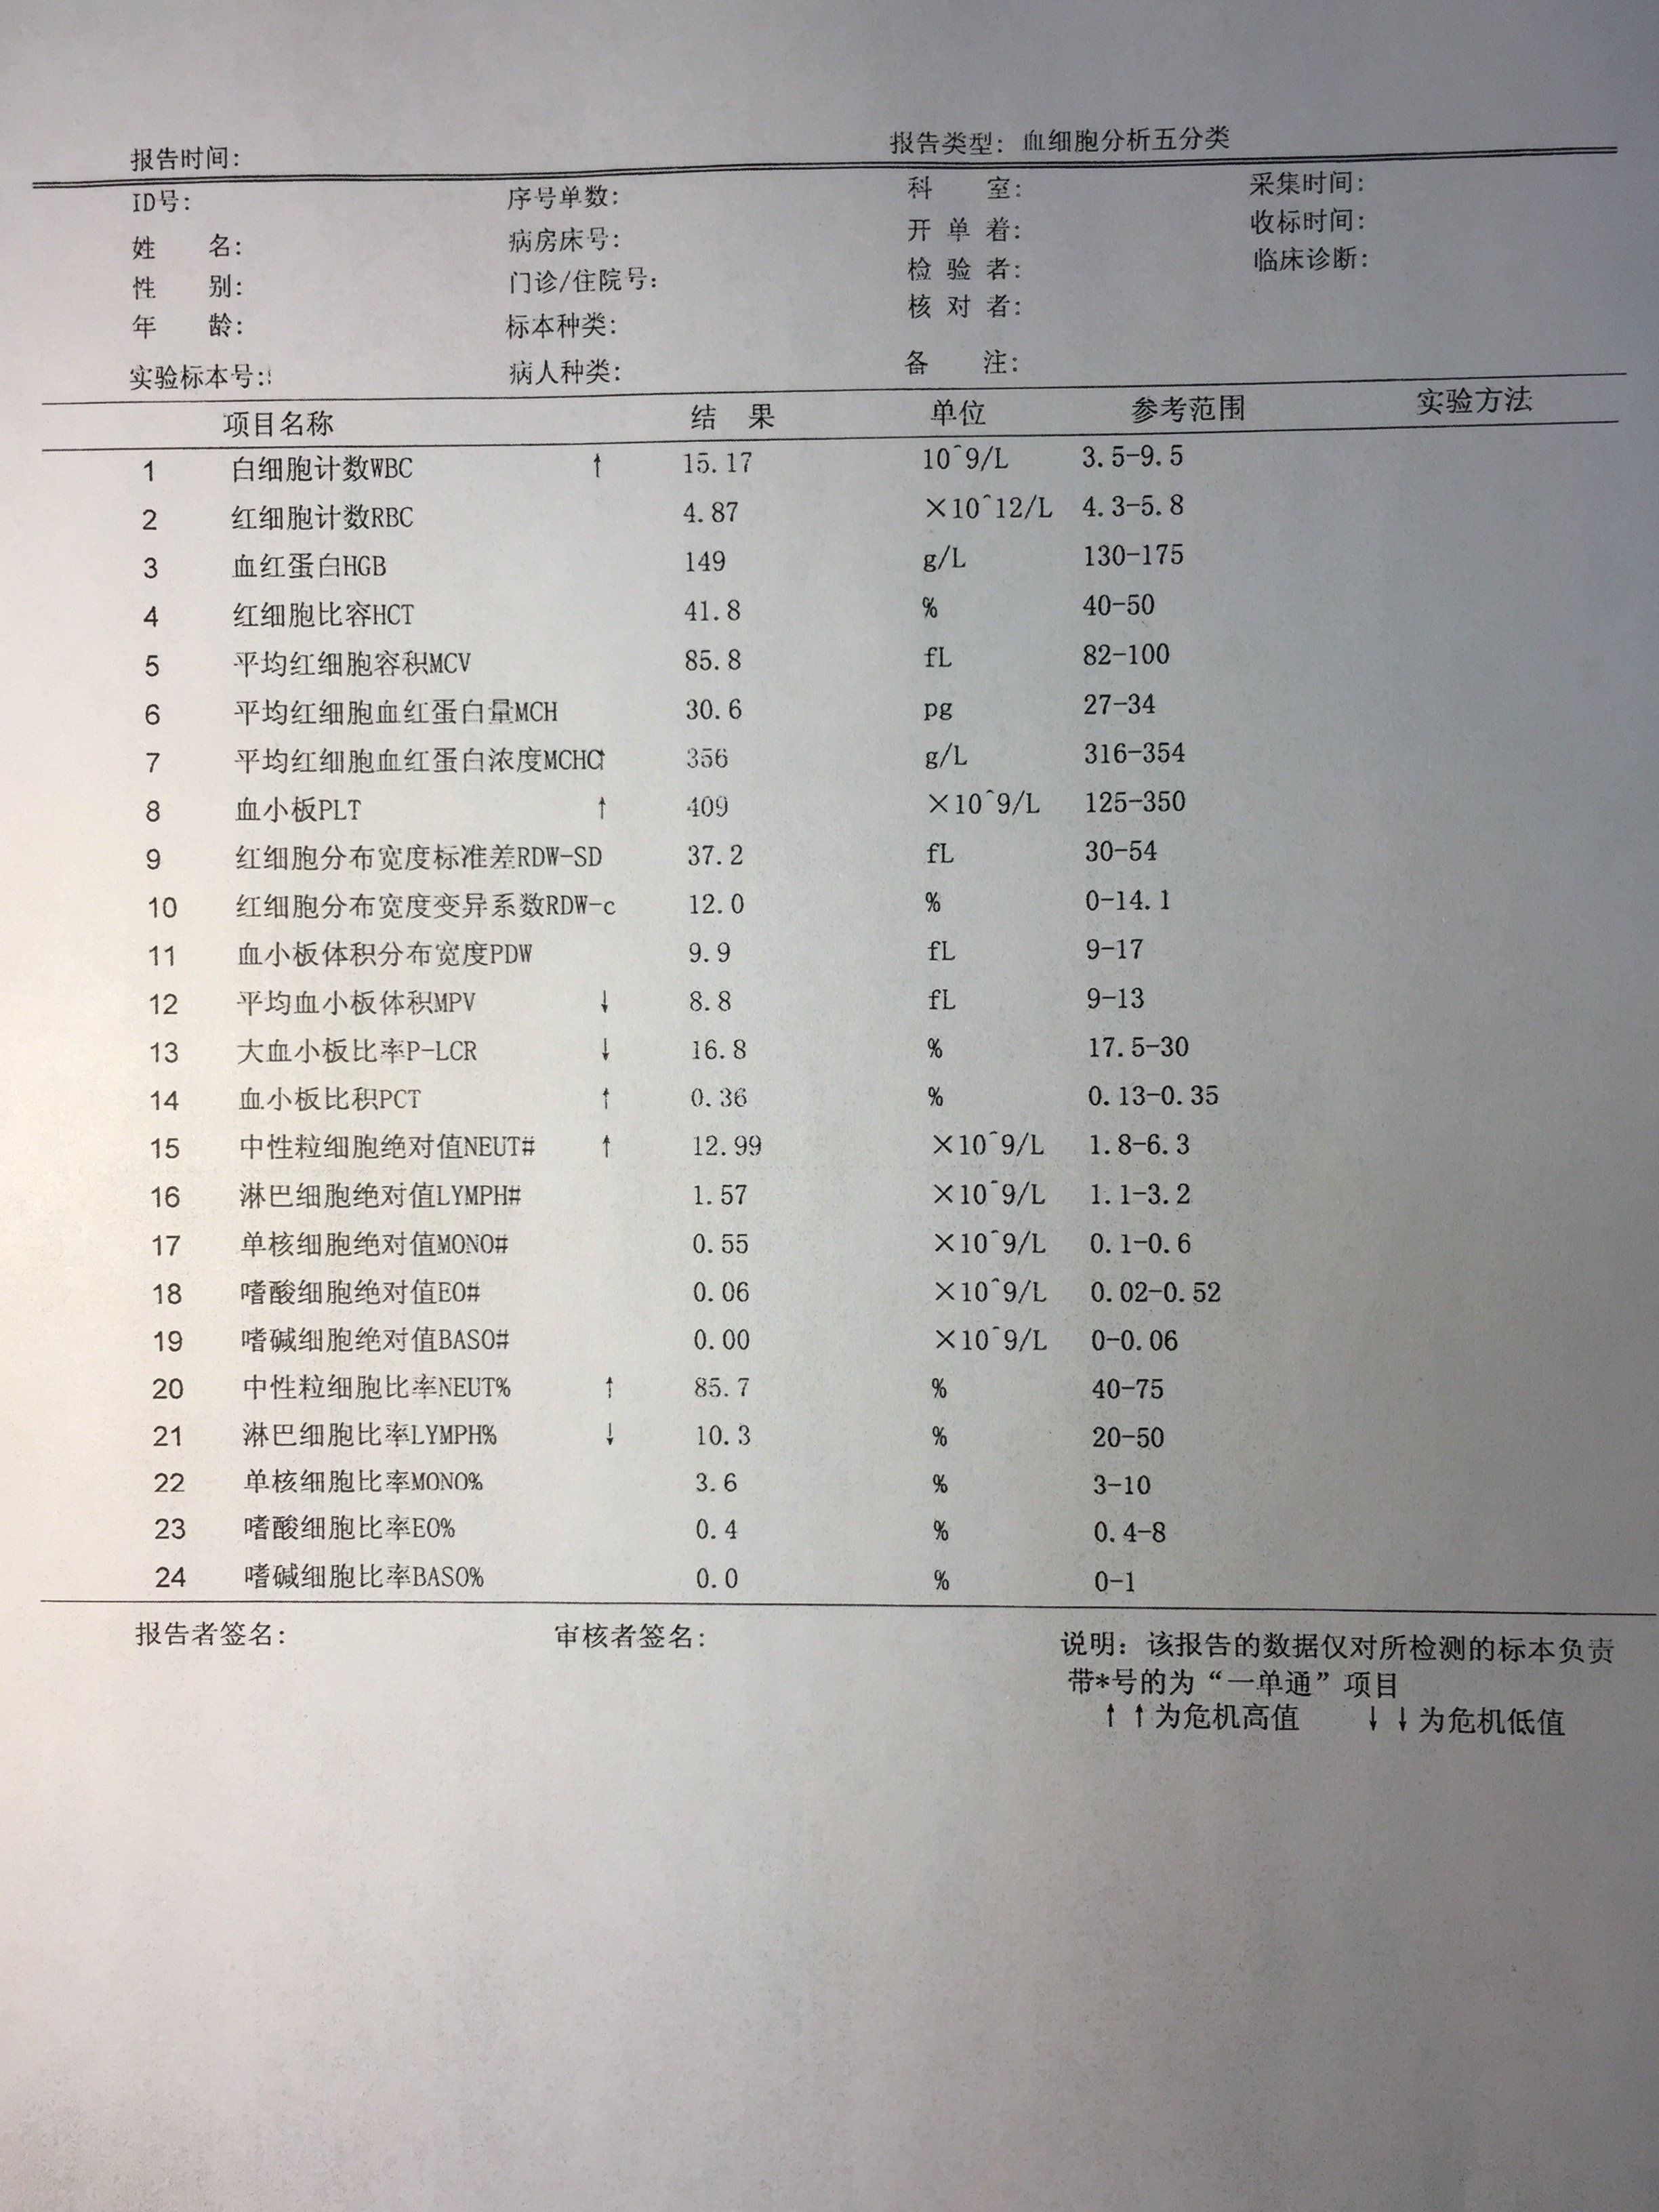 报告时间: 报告类型: 血细胞分析五分类
ID号: 序号单数: 科 室: 采集时间:
姓 名: 病房床号: 开 单 着: 收标时间:
性 别: 门诊/住院号: 检 验 者: 临床诊断:
年 龄: 标本种类: 核 对 者:
实验标本号: 病人种类: 备 注:
项目名称 结 果 单位 参考范围 实验方法
1 白细胞计数WBC ↑ 15.17 10^9/L 3.5-9.5
2 红细胞计数RBC 4.87 ×10^12/L 4.3-5.8
3 血红蛋白HGB 149 g/L 130-175
4 红细胞比容HCT 41.8 % 40-50
5 平均红细胞容积MCV 85.8 fL 82-100
6 平均红细胞血红蛋白量MCH 30.6 pg 27-34
7 平均红细胞血红蛋白浓度MCHC↑ 356 g/L 316-354
8 血小板PLT ↑ 409 ×10^9/L 125-350
9 红细胞分布宽度标准差RDW-SD 37.2 fL 30-54
10 红细胞分布宽度变异系数RDW-c 12.0 % 0-14.1
11 血小板体积分布宽度PDW 9.9 fL 9-17
12 平均血小板体积MPV ↓ 8.8 fL 9-13
13 大血小板比率P-LCR ↓ 16.8 % 17.5-30
14 血小板比积PCT ↑ 0.36 % 0.13-0.35
15 中性粒细胞绝对值NEUT# ↑ 12.99 ×10^9/L 1.8-6.3
16 淋巴细胞绝对值LYMPH# 1.57 ×10^9/L 1.1-3.2
17 单核细胞绝对值MONO# 0.55 ×10^9/L 0.1-0.6
18 嗜酸细胞绝对值EO# 0.06 ×10^9/L 0.02-0.52
19 嗜碱细胞绝对值BASO# 0.00 ×10^9/L 0-0.06
20 中性粒细胞比率NEUT% ↑ 85.7 % 40-75
21 淋巴细胞比率LYMPH% ↓ 10.3 % 20-50
22 单核细胞比率MONO% 3.6 % 3-10
23 嗜酸细胞比率EO% 0.4 % 0.4-8
24 嗜碱细胞比率BASO% 0.0 % 0-1
报告者签名: 审核者签名: 说明: 该报告的数据仅对所检测的标本负责
带*号的为“一单通”项目
↑↑为危机高值 ↓↓为危机低值